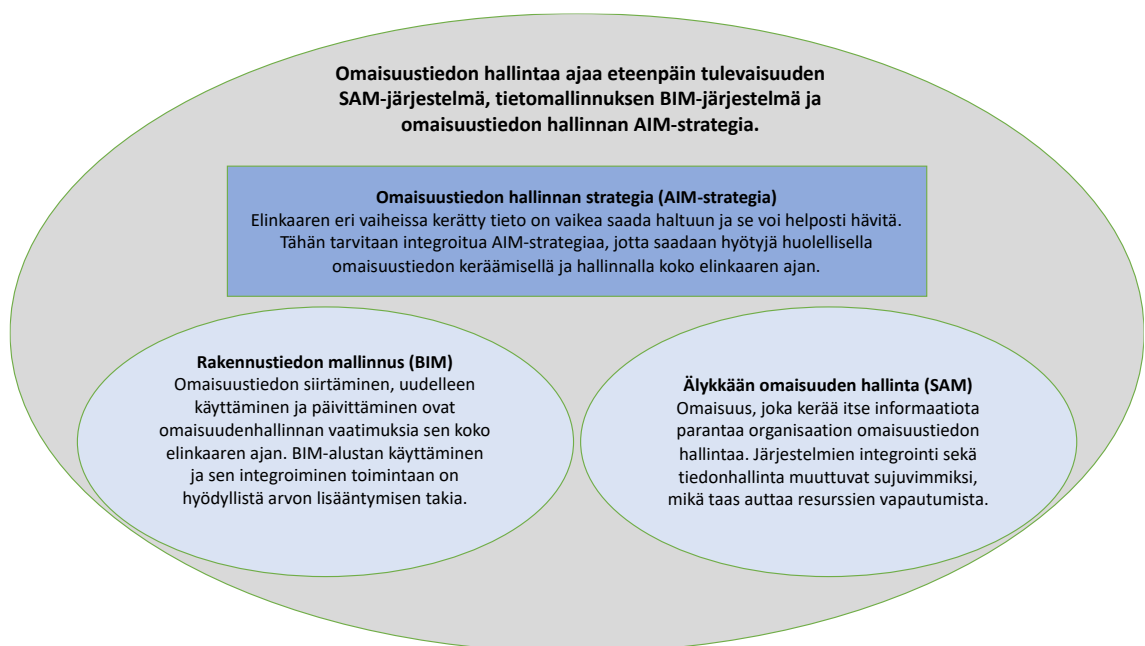 Omaisuustiedon hallintaa ajaa eteenpäin tulevaisuuden
SAM-järjestelmä, tietomallinnuksen BIM-järjestelmä ja
omaisuustiedon hallinnan AIM-strategia.
Omaisuustiedon hallinnan strategia (AIM-strategia)
Elinkaaren eri vaiheissa kerätty tieto on vaikea saada haltuun ja se voi helposti hävitä.
Tähän tarvitaan integroitua AIM-strategiaa, jotta saadaan hyötyjä huolellisella
omaisuustiedon keräämisellä ja hallinnalla koko elinkaaren ajan.
Rakennustiedon mallinnus (BIM)
Omaisuustiedon siirtäminen, uudelleen
käyttäminen ja päivittäminen ovat
omaisuudenhallinnan vaatimuksia sen koko
elinkaaren ajan. BIM-alustan käyttäminen
ja sen integroiminen toimintaan on
hyödyllistä arvon lisääntymisen takia.
Älykkään omaisuuden hallinta (SAM)
Omaisuus, joka kerää itse informaatiota
parantaa organisaation omaisuustiedon
hallintaa. Järjestelmien integrointi sekä
tiedonhallinta muuttuvat sujuvimmiksi,
mikä taas auttaa resurssien vapautumista.